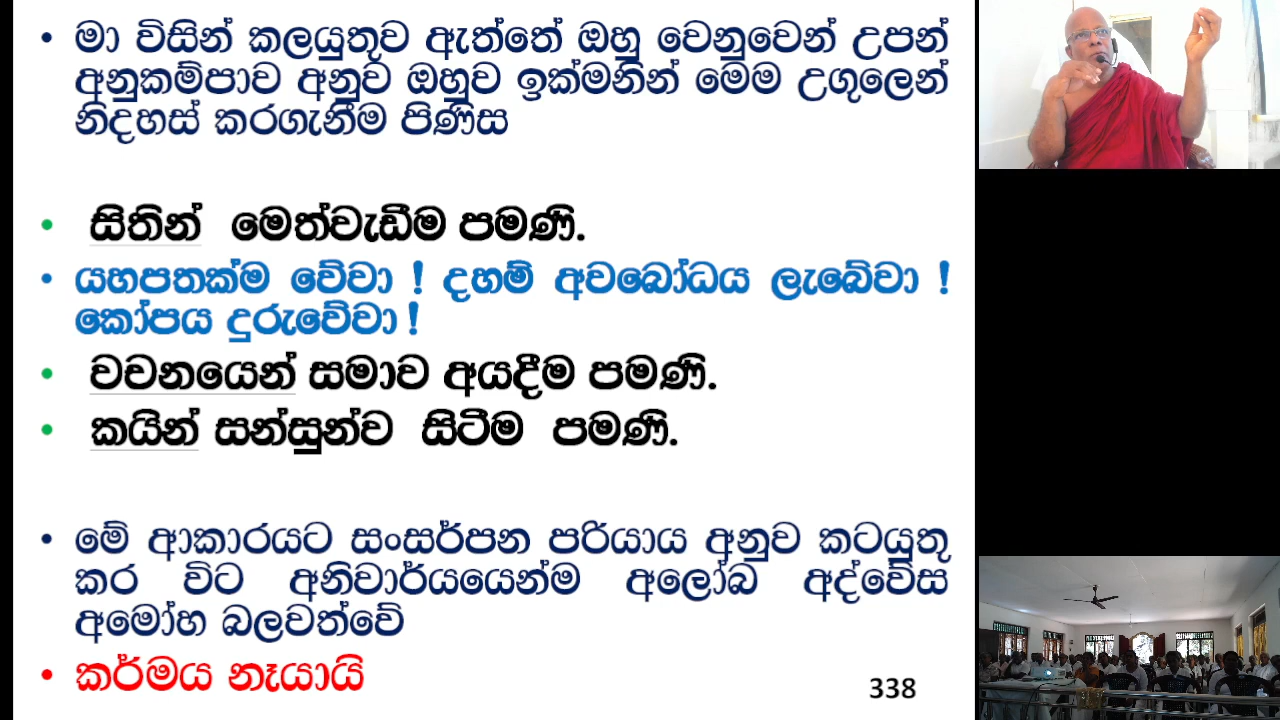 • මා විසින් කලයුතුව ඇත්තේ ඔහු වෙනුවෙන් උපන්
අනුකම්පාව අනුව ඔහුව ඉක්මනින් මෙම උගුලෙන්
නිදහස් කරගැනීම පිණිස
• සිතින් මෙත්වැඩීම පමණි.
• යහපතක්ම වේවා ! දහම් අවබෝධය ලැබේවා !
කෝපය දුරුවේවා !
• වචනයෙන් සමාව අයදීම පමණි.
• කයින් සන්සුන්ව සිටීම පමණි.
• මේ ආකාරයට සංසර්පන පරියාය අනුව කටයුතු
කර විට අනිවාර්යයෙන්ම අලෝබ අද්වේස
අමෝහ බලවත්වේ
• කර්මය නෑයායි
338